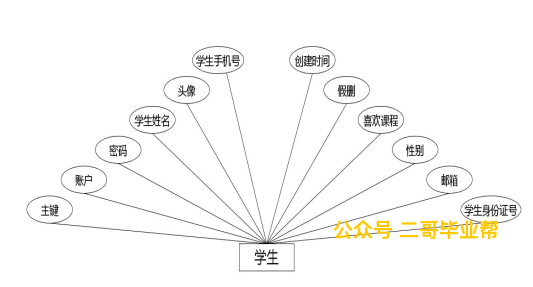 学生手机号
创建时间
头像
假删
学生姓名
喜欢课程
密码
性别
账户
邮箱
主键
学生身份证号
公众号 二哥毕业帮
学生